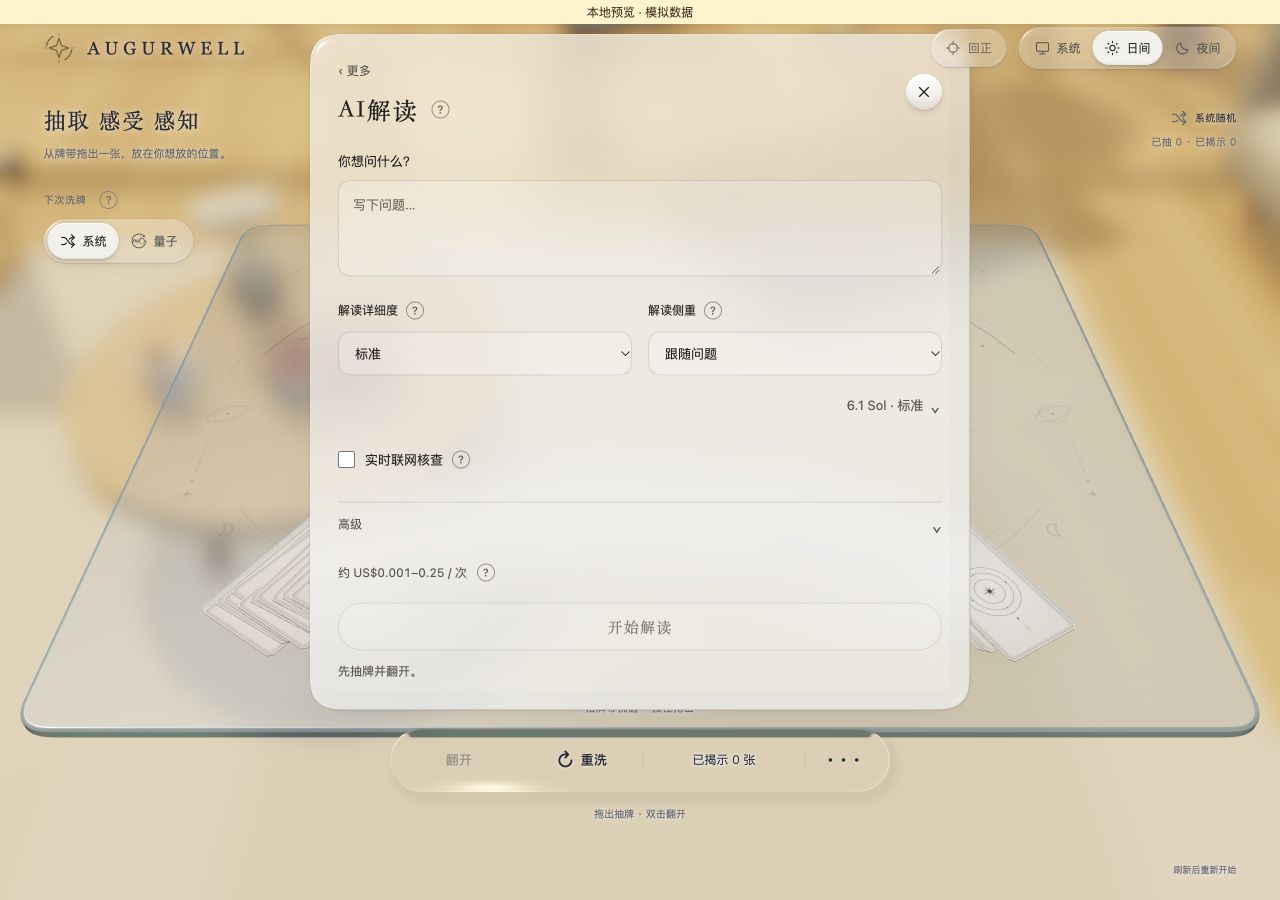 本地预览 · 模拟数据
AUGURWELL
回正
系统
日间
夜间
抽取 感受 感知
从牌带拖出一张，放在你想放的位置。
下次洗牌 ?
系统
量子
系统随机
已抽 0 · 已揭示 0
‹ 更多
AI解读 ?
你想问什么?
写下问题...
解读详细度 ?
解读侧重 ?
标准
跟随问题
6.1 Sol · 标准
实时联网核查 ?
高级
约 US$0.001–0.25 / 次 ?
开始解读
先抽牌并翻开。
翻开
重洗
已揭示 0 张
拖出抽牌 · 双击翻开
刷新后重新开始